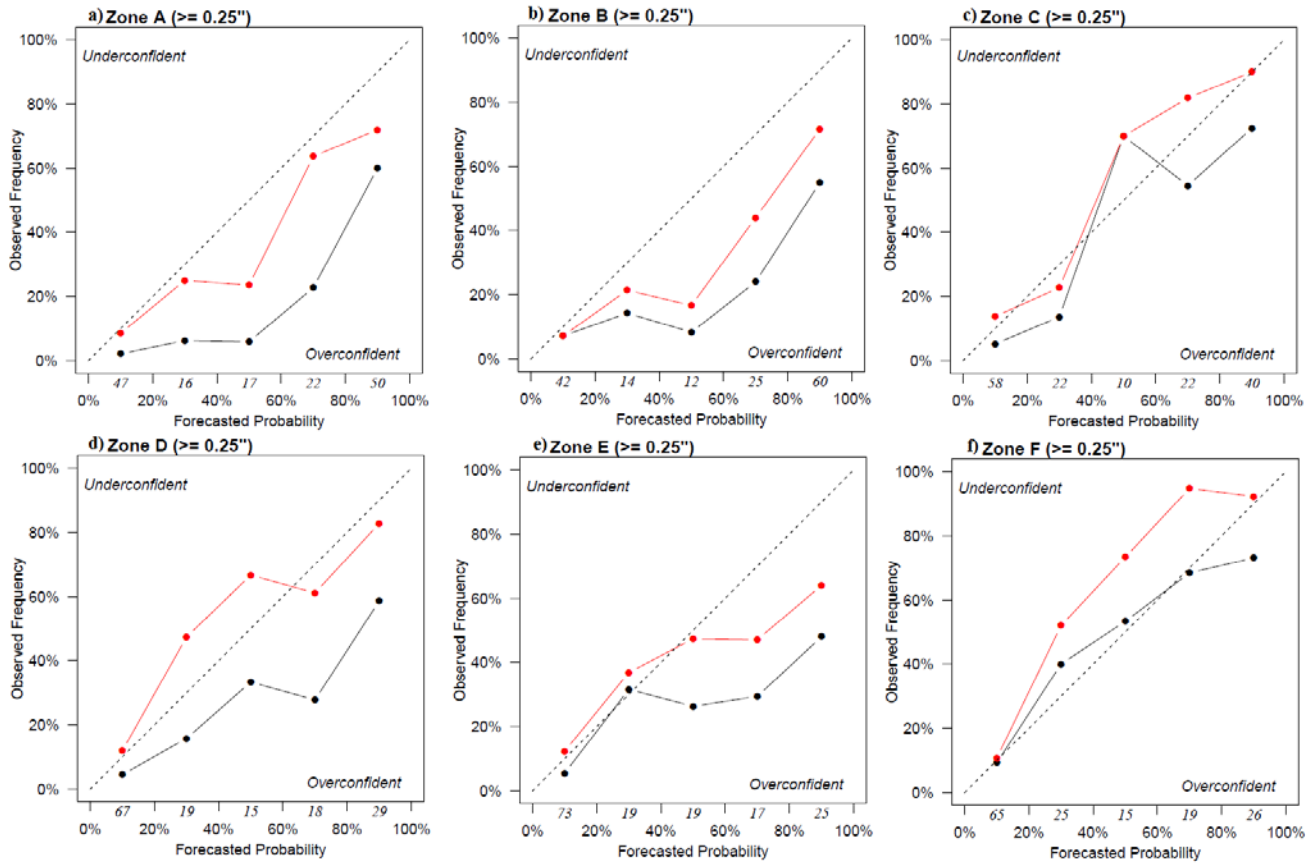 a) Zone A (>= 0.25")
Underconfident
Overconfident
Observed Frequency
100%
80%
60%
40%
20%
0%
47 16 17 22 50
0% 20% 40% 60% 80% 100%
Forecasted Probability
b) Zone B (>= 0.25")
Underconfident
Overconfident
Observed Frequency
100%
80%
60%
40%
20%
0%
42 14 12 25 60
0% 20% 40% 60% 80% 100%
Forecasted Probability
c) Zone C (>= 0.25")
Underconfident
Overconfident
Observed Frequency
100%
80%
60%
40%
20%
0%
58 22 10 22 40
0% 20% 40% 60% 80% 100%
Forecasted Probability
d) Zone D (>= 0.25")
Underconfident
Overconfident
Observed Frequency
100%
80%
60%
40%
20%
0%
67 19 15 18 29
0% 20% 40% 60% 80% 100%
Forecasted Probability
e) Zone E (>= 0.25")
Underconfident
Overconfident
Observed Frequency
100%
80%
60%
40%
20%
0%
73 19 19 17 25
0% 20% 40% 60% 80% 100%
Forecasted Probability
f) Zone F (>= 0.25")
Underconfident
Overconfident
Observed Frequency
100%
80%
60%
40%
20%
0%
65 25 15 19 26
0% 20% 40% 60% 80% 100%
Forecasted Probability